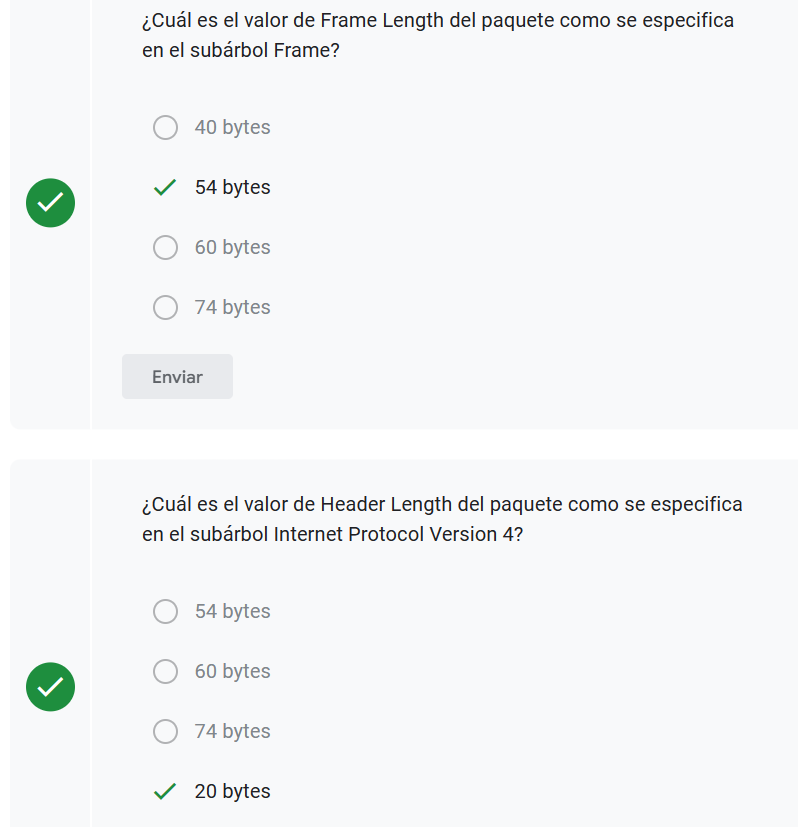 ¿Cuál es el valor de Frame Length del paquete como se especifica
en el subárbol Frame?
40 bytes
54 bytes
60 bytes
74 bytes
Enviar
¿Cuál es el valor de Header Length del paquete como se especifica
en el subárbol Internet Protocol Version 4?
54 bytes
60 bytes
74 bytes
20 bytes